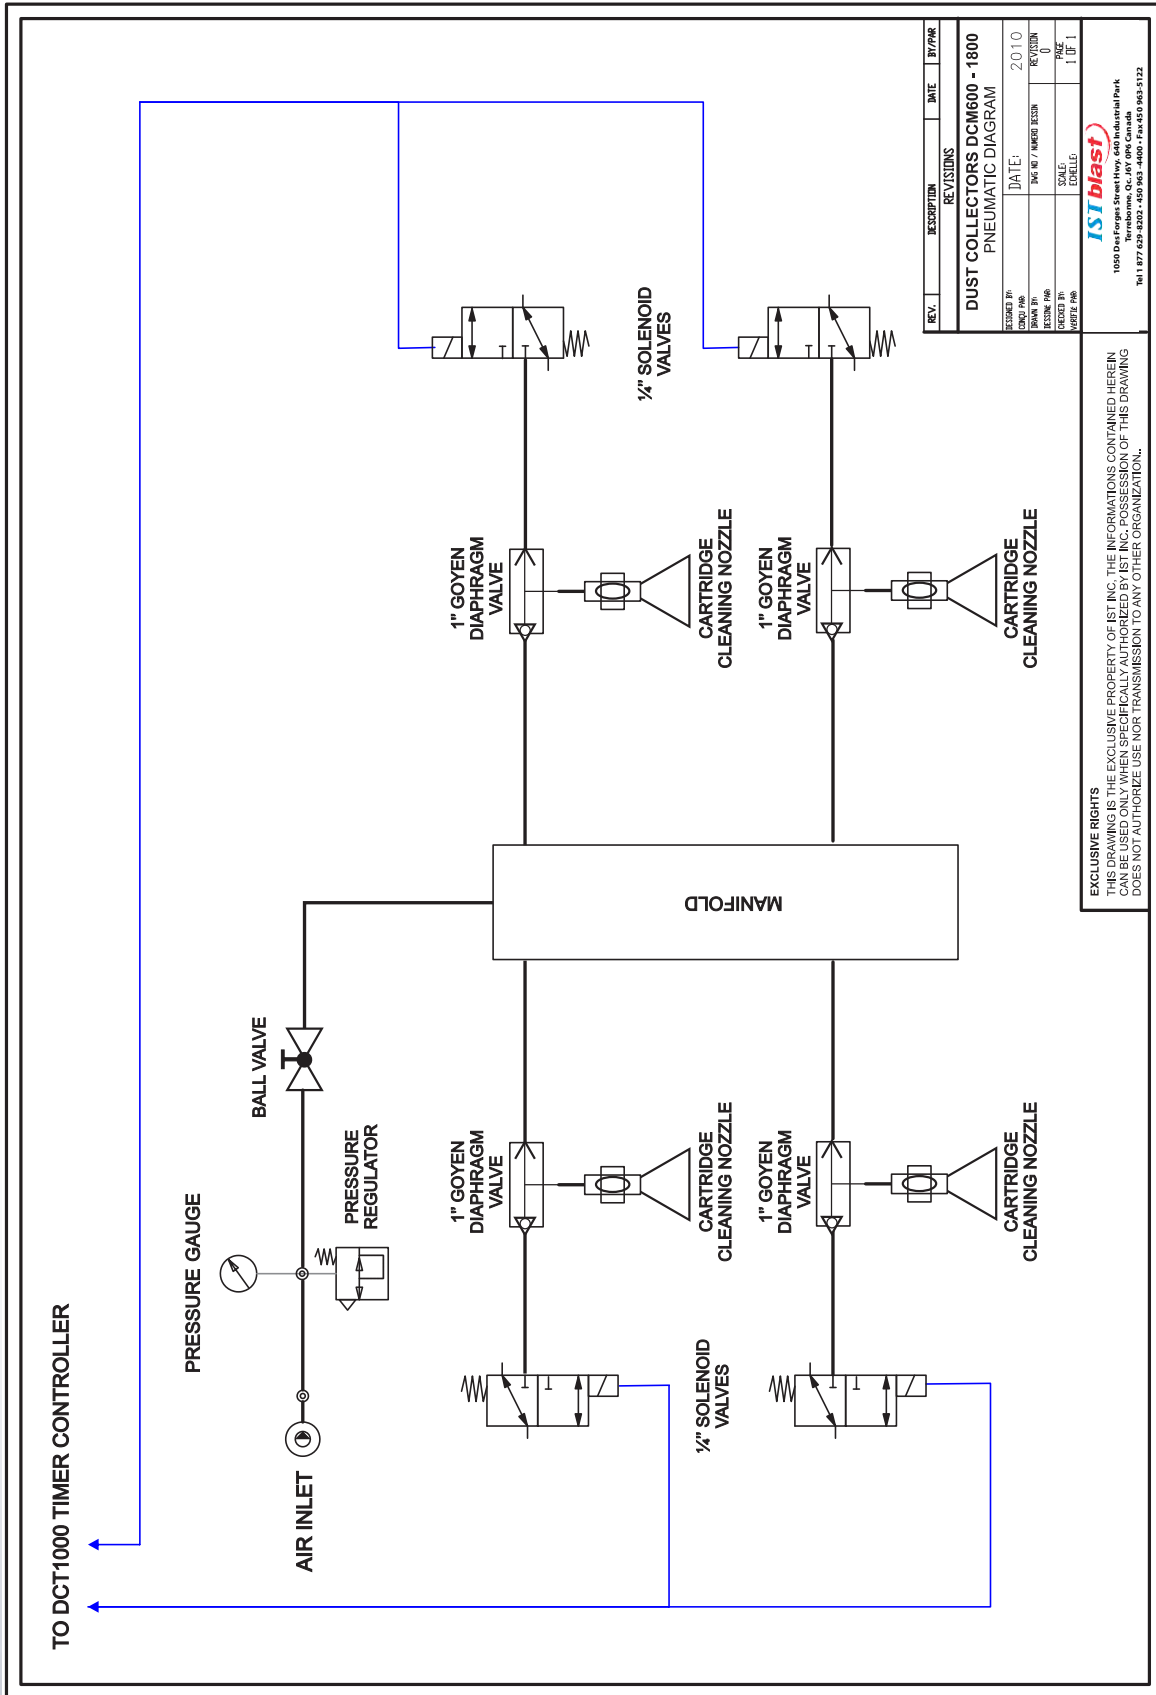 TO DCT1000 TIMER CONTROLLER
AIR INLET
PRESSURE GAUGE
PRESSURE
REGULATOR
BALL VALVE
¼" SOLENOID
VALVES
1" GOYEN
DIAPHRAGM
VALVE
CARTRIDGE
CLEANING NOZZLE
1" GOYEN
DIAPHRAGM
VALVE
CARTRIDGE
CLEANING NOZZLE
MANIFOLD
1" GOYEN
DIAPHRAGM
VALVE
CARTRIDGE
CLEANING NOZZLE
1" GOYEN
DIAPHRAGM
VALVE
CARTRIDGE
CLEANING NOZZLE
¼" SOLENOID
VALVES
REV. DESCRIPTION DATE BY/PAR
REVISIONS
DUST COLLECTORS DCM600 - 1800
PNEUMATIC DIAGRAM
DESIGNED BY:
CONÇU PAR:
DATE: 2010
DRAWN BY:
DESSINÉ PAR:
DWG NO / NUMÉRO DESSIN
REVISION
0
CHECKED BY:
VÉRIFIÉ PAR:
SCALE:
ÉCHELLE:
PAGE
1 OF 1
IST blast
1050 Des Forges Street Hwy. 640 Industrial Park
Terrebonne, Qc. J6Y 0P6 Canada
Tel 1 877 629-8202 • 450 963-4400 • Fax 450 963-5122
EXCLUSIVE RIGHTS
THIS DRAWING IS THE EXCLUSIVE PROPERTY OF IST INC, THE INFORMATIONS CONTAINED HEREIN
CAN BE USED ONLY WHEN SPECIFICALLY AUTHORIZED BY IST INC. POSSESSION OF THIS DRAWING
DOES NOT AUTHORIZE USE NOR TRANSMISSION TO ANY OTHER ORGANIZATION..